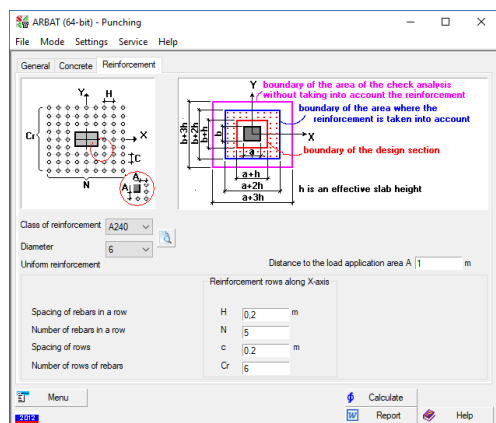 ARBAT (64-bit) - Punching
File Mode Settings Service Help
General Concrete Reinforcement
Y H
Cr X
C
N
A
A
Y boundary of the area of the check analysis
without taking into account the reinforcement
boundary of the area where the
reinforcement is taken into account
X
boundary of the design section
b+3h b+2h b+h b
a
a+h
a+2h
a+3h
h is an effective slab height
Class of reinforcement A240
Diameter 6
Uniform reinforcement
Distance to the load application area A 1 m
Reinforcement rows along X-axis
Spacing of rebars in a row H 0,2 m
Number of rebars in a row N 5
Spacing of rows c 0.2 m
Number of rows of rebars Cr 6
Menu Calculate
2012 Report Help